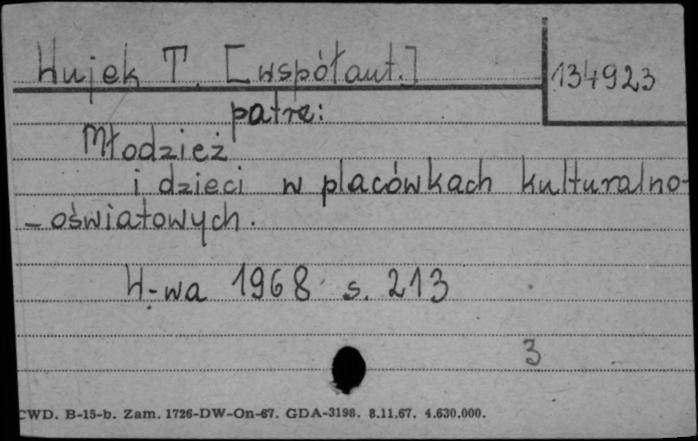 Wujek T. [współaut.]
134923
patrz:
Młodzież
i dzieci w placówkach kulturalno-
-oświatowych.
W-wa 1968 s. 213
3
CWD. B-15-b. Zam. 1726-DW-On-67. GDA-3198. 8.11.67. 4.630.000.